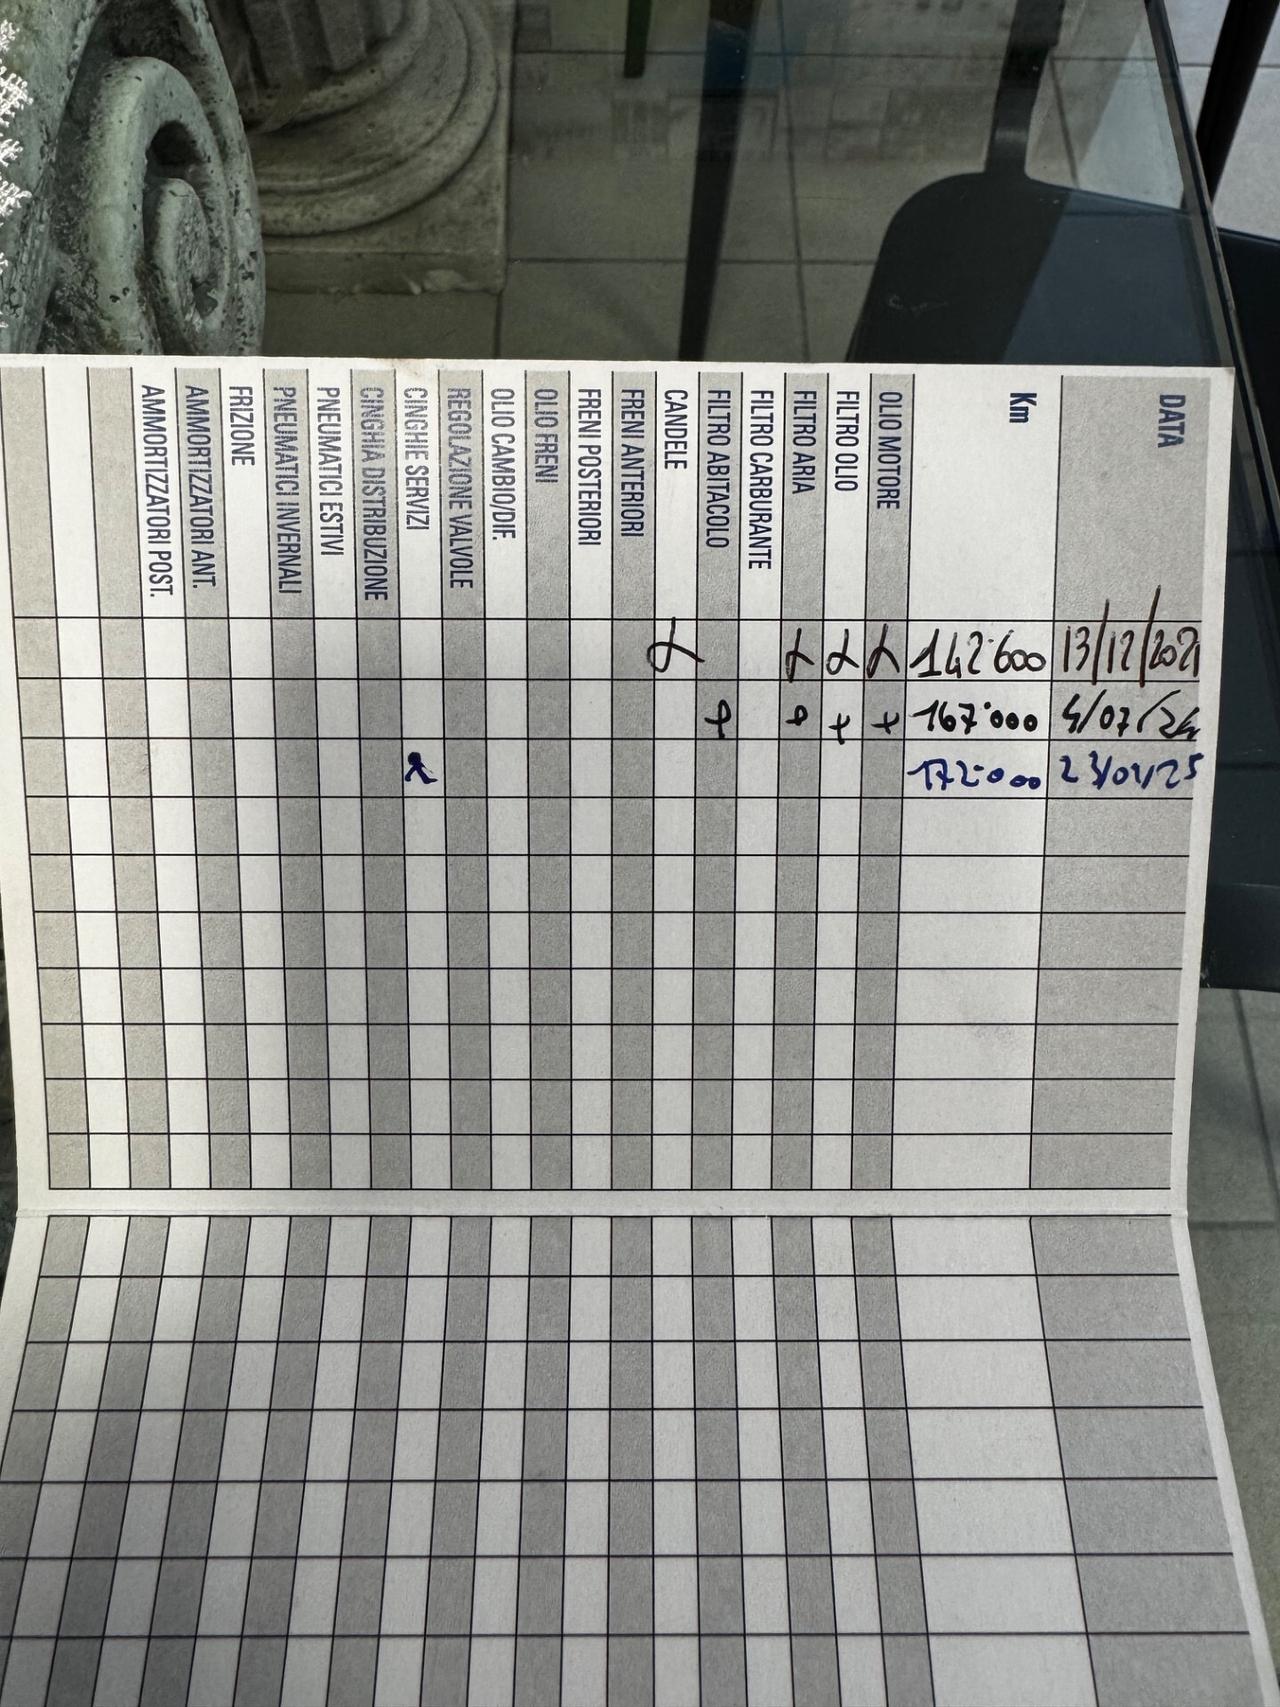 DATA 13/12/2021 4/07/24 23/01/25
Km 142.600 167.000 172.000
OLIO MOTORE x +
FILTRO OLIO x +
FILTRO ARIA x +
FILTRO CARBURANTE
FILTRO ABITACOLO +
CANDELE x
FRENI ANTERIORI
FRENI POSTERIORI
OLIO FRENI
OLIO CAMBIO/DIF.
REGOLAZIONE VALVOLE
CINGHIE SERVIZI x
CINGHIA DISTRIBUZIONE
PNEUMATICI ESTIVI
PNEUMATICI INVERNALI
FRIZIONE
AMMORTIZZATORI ANT.
AMMORTIZZATORI POST.